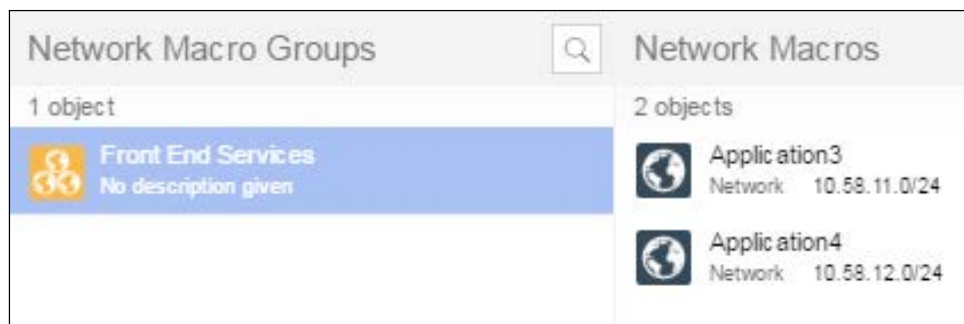 Network Macro Groups
1 object
Front End Services
No description given
Network Macros
2 objects
Application3
Network 10.58.11.0/24
Application4
Network 10.58.12.0/24